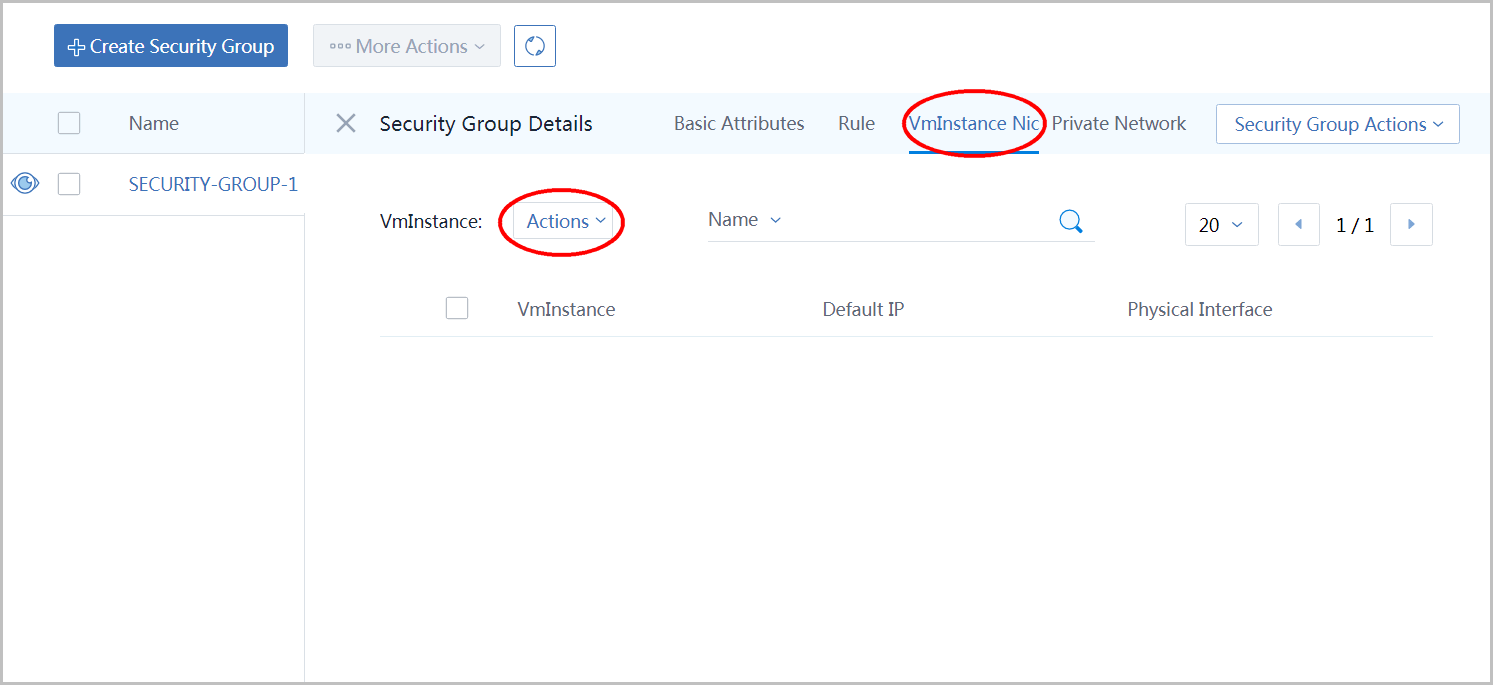 Create Security Group
More Actions
Name
Security Group Details
Basic Attributes
Rule
VmInstance Nic
Private Network
Security Group Actions
SECURITY-GROUP-1
VmInstance:
Actions
Name
20
1 / 1
VmInstance
Default IP
Physical Interface